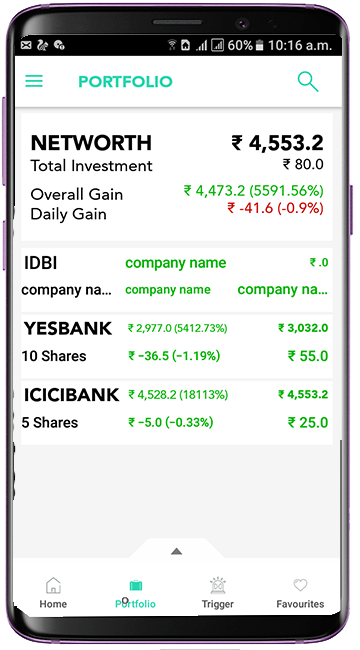 60% 10:16 a.m.
PORTFOLIO
NETWORTH ₹ 4,553.2
Total Investment ₹ 80.0
Overall Gain ₹ 4,473.2 (5591.56%)
Daily Gain ₹ -41.6 (-0.9%)
IDBI company name ₹ .0
company na... company name company na...
YESBANK ₹ 2,977.0 (5412.73%) ₹ 3,032.0
10 Shares ₹ -36.5 (-1.19%) ₹ 55.0
ICICIBANK ₹ 4,528.2 (18113%) ₹ 4,553.2
5 Shares ₹ -5.0 (-0.33%) ₹ 25.0
Home Portfolio Trigger Favourites